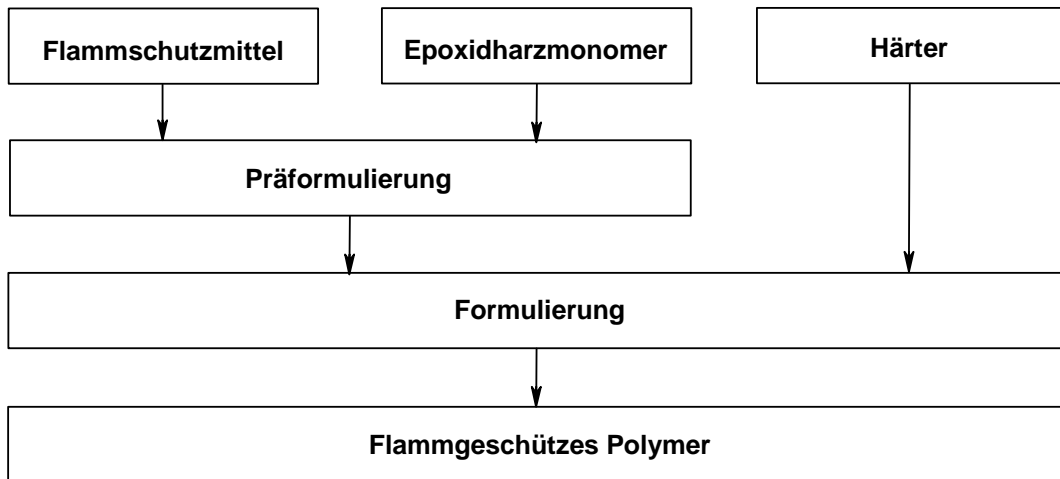 Flammschutzmittel
Epoxidharzmonomer
Härter
Präformulierung
Formulierung
Flammgeschützes Polymer